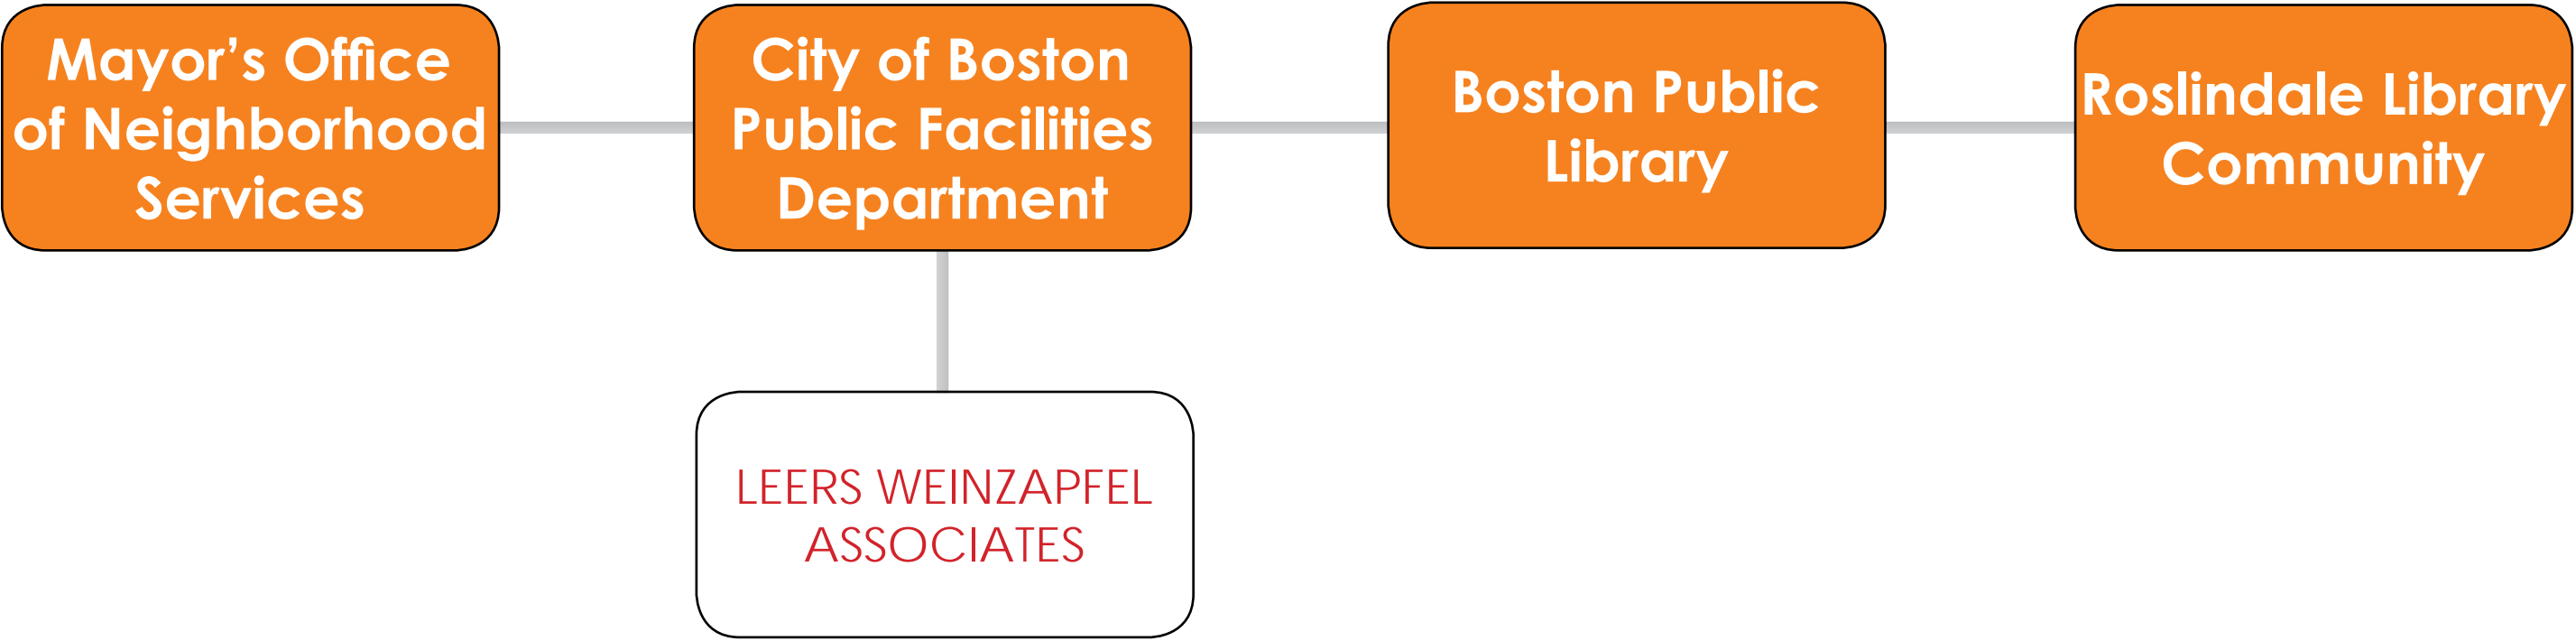 Mayor’s Office
of Neighborhood
Services
City of Boston
Public Facilities
Department
Boston Public
Library
Roslindale Library
Community
LEERS WEINZAPFEL
ASSOCIATES